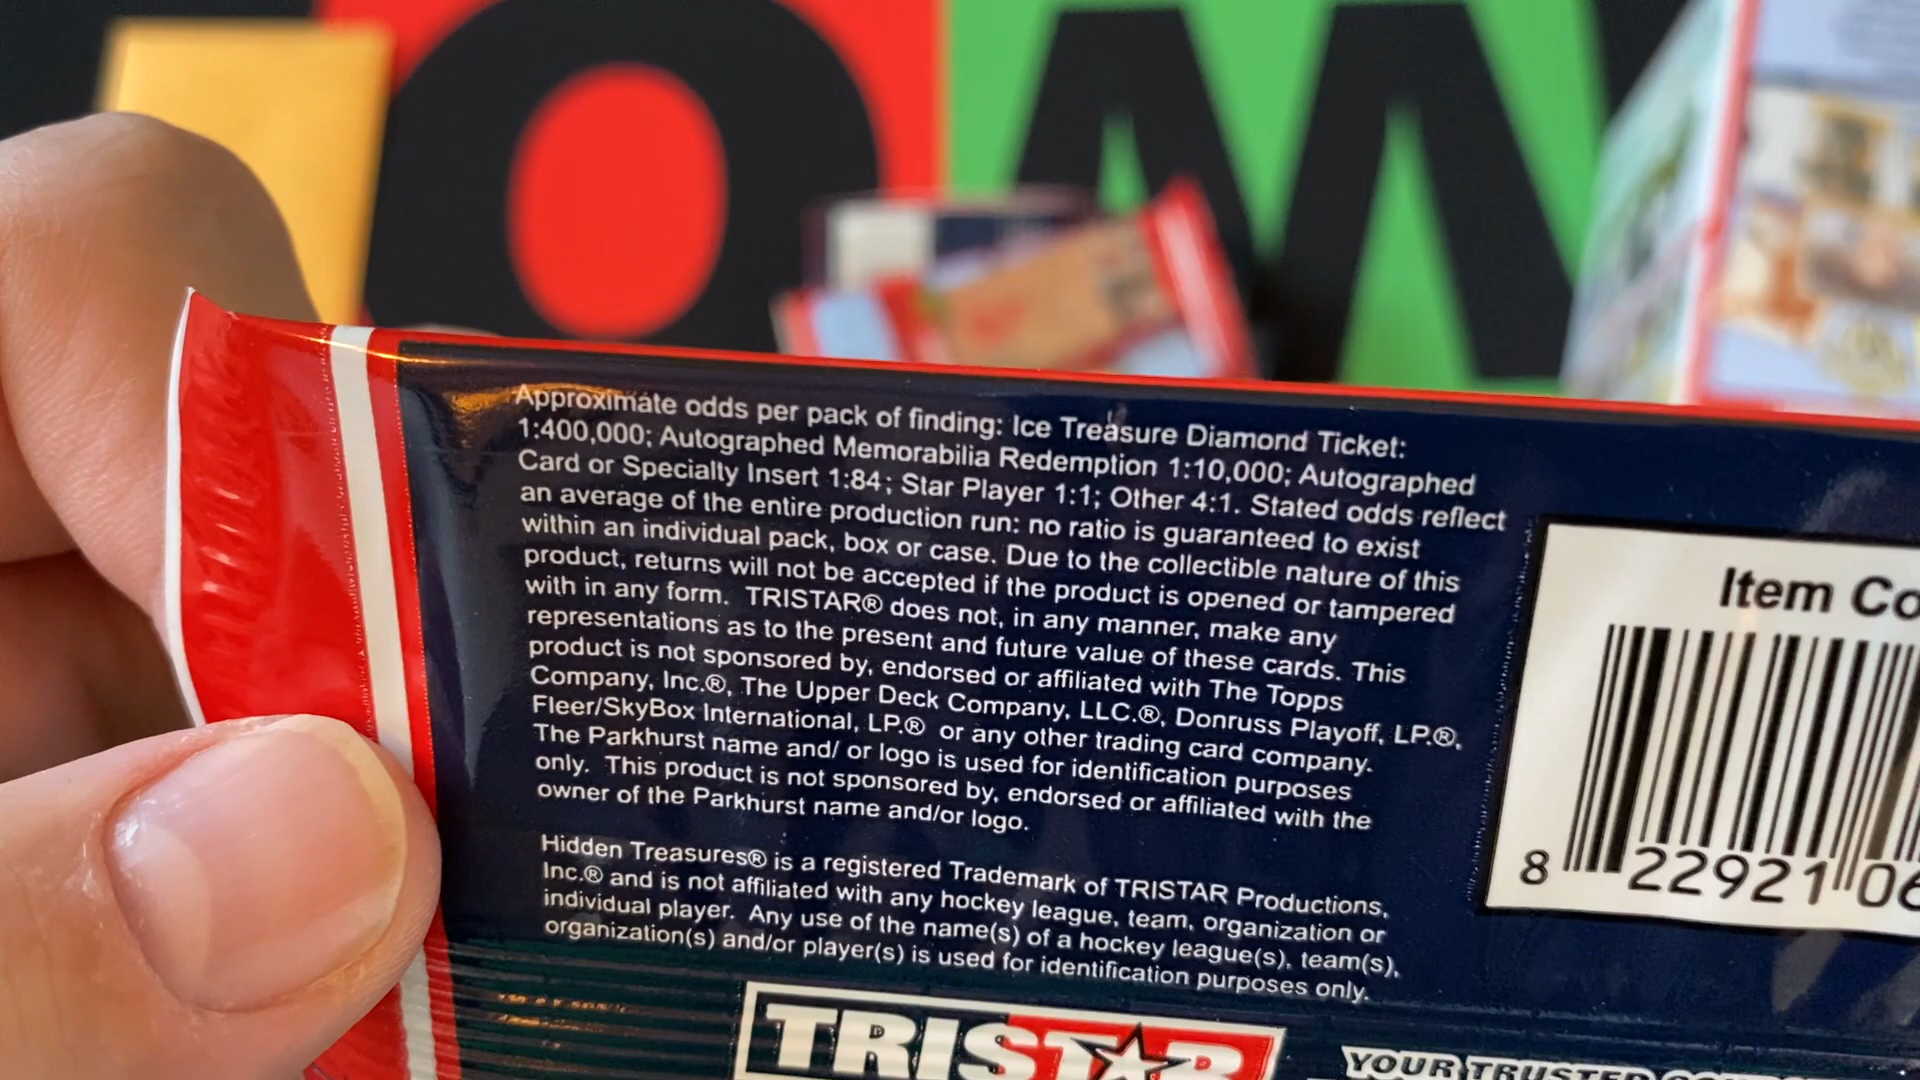 Approximate odds per pack of finding: Ice Treasure Diamond Ticket:
1:400,000; Autographed Memorabilia Redemption 1:10,000; Autographed
Card or Specialty Insert 1:84; Star Player 1:1; Other 4:1. Stated odds reflect
an average of the entire production run: no ratio is guaranteed to exist
within an individual pack, box or case. Due to the collectible nature of this
product, returns will not be accepted if the product is opened or tampered
with in any form. TRISTAR® does not, in any manner, make any
representations as to the present and future value of these cards. This
product is not sponsored by, endorsed or affiliated with The Topps
Company, Inc.®, The Upper Deck Company, LLC.®, Donruss Playoff, LP.®,
Fleer/SkyBox International, LP.® or any other trading card company.
The Parkhurst name and/ or logo is used for identification purposes
only. This product is not sponsored by, endorsed or affiliated with the
owner of the Parkhurst name and/or logo.
Hidden Treasures® is a registered Trademark of TRISTAR Productions,
Inc.® and is not affiliated with any hockey league, team, organization or
individual player. Any use of the name(s) of a hockey league(s), team(s),
organization(s) and/or player(s) is used for identification purposes only.
Item Co
8 22921 06
TRISTAR
YOUR TRUSTED